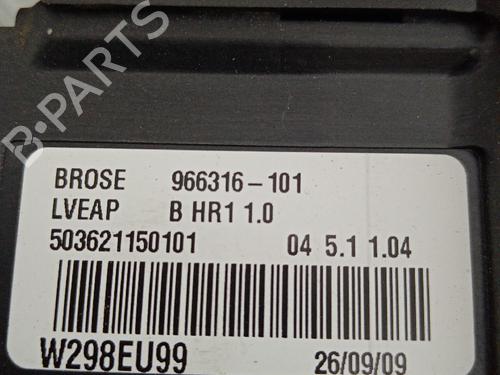 B-PARTS
BROSE 966316-101
LVEAP B HR1 1.0
503621150101 04 5.1 1.04
W298EU99 26/09/09